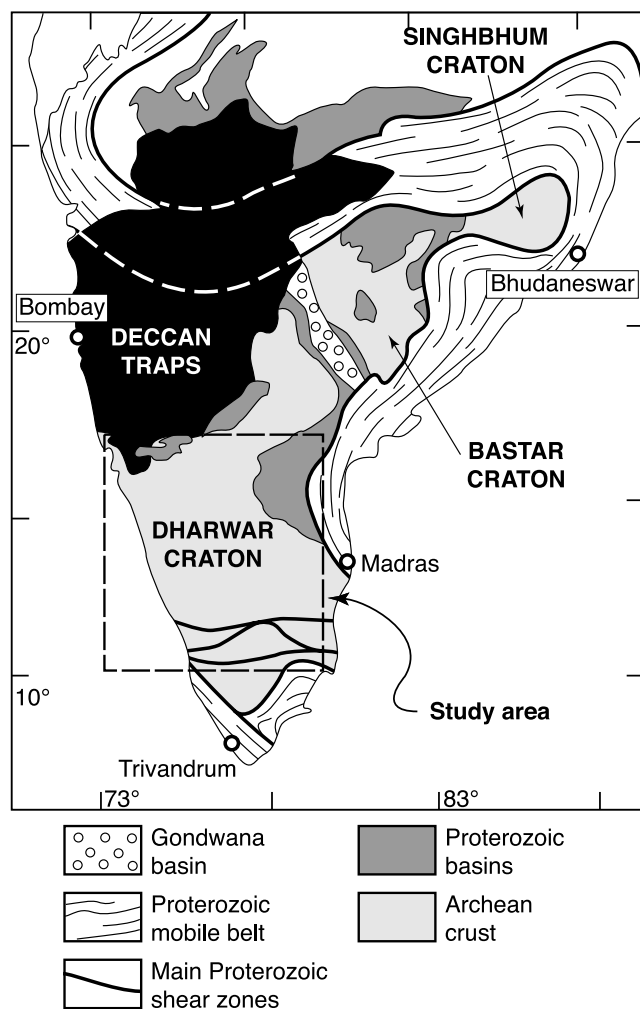 SINGHBHUM
CRATON
Bombay
Bhudaneswar
20°
DECCAN
TRAPS
BASTAR
CRATON
DHARWAR
CRATON
Madras
10°
Study area
Trivandrum
73°
83°
Gondwana
basin
Proterozoic
basins
Proterozoic
mobile belt
Archean
crust
Main Proterozoic
shear zones